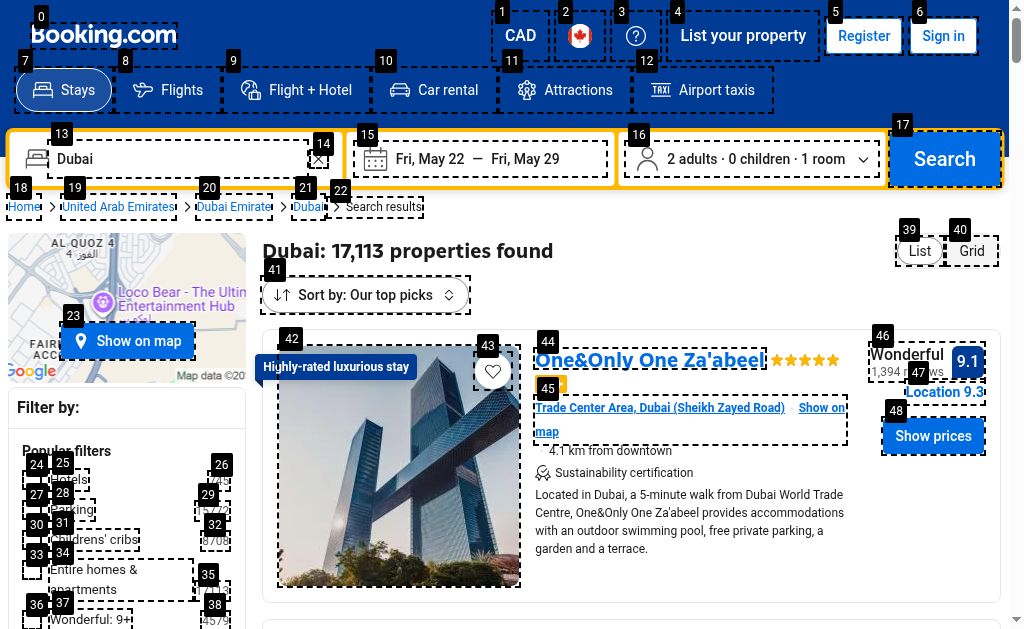 Booking.com
CAD
List your property
Register
Sign in
Stays
Flights
Flight + Hotel
Car rental
Attractions
Airport taxis
Dubai
Fri, May 22 — Fri, May 29
2 adults · 0 children · 1 room
Search
Home
United Arab Emirates
Dubai Emirate
Dubai
Search results
AL QUOZ 4
القوز 4
Loco Bear - The Ultim
Entertainment Hub
Show on map
Google
Map data ©20
Dubai: 17,113 properties found
List
Grid
Sort by: Our top picks
Filter by:
Popular filters
Hotels
745
Parking
15772
Childrens' cribs
8708
Entire homes &
apartments
17113
Wonderful: 9+
4579
Highly-rated luxurious stay
One&Only One Za'abeel
Wonderful
1,394
9.1
Location 9.3
Trade Center Area, Dubai (Sheikh Zayed Road)
Show on
map
4.1 km from downtown
Show prices
Sustainability certification
Located in Dubai, a 5-minute walk from Dubai World Trade
Centre, One&Only One Za'abeel provides accommodations
with an outdoor swimming pool, free private parking, a
garden and a terrace.
0
1
2
3
4
5
6
7
8
9
10
11
12
13
14
15
16
17
18
19
20
21
22
23
24
25
26
27
28
29
30
31
32
33
34
35
36
37
38
39
40
41
42
43
44
45
46
47
48